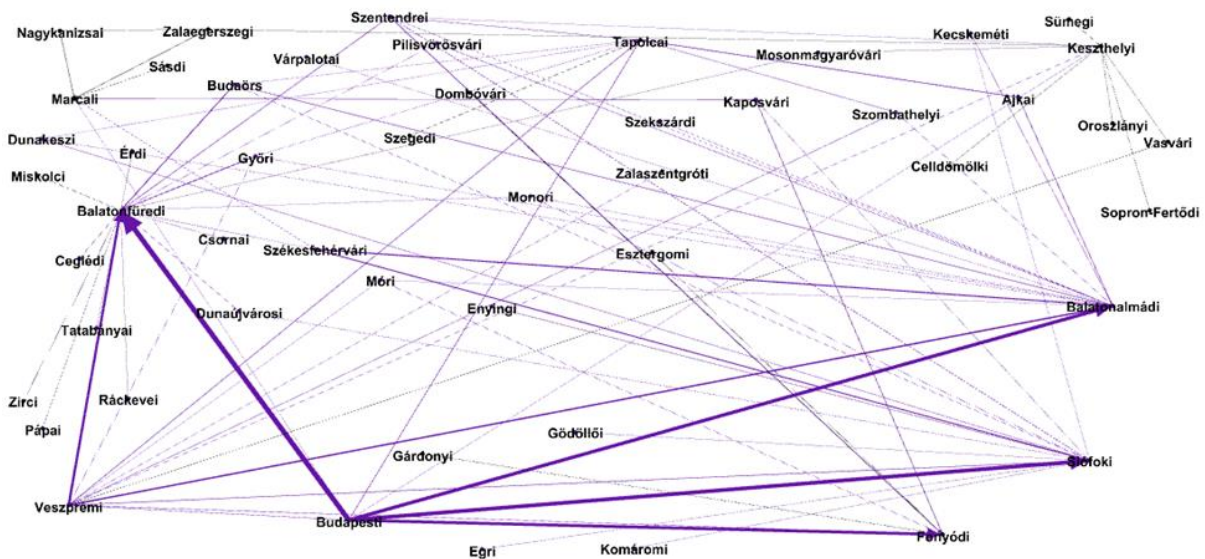 Szentendrei
Nagykanizsai
Zalaegerszegi
Sümegi
Kecskeméti
Pilisvörösvári
Tapolcai
Keszthelyi
Mosonmagyaróvári
Várpalotai
Sásdi
Budaörs
Dombóvári
Marcali
Kaposvári
Ajkai
Szombathelyi
Szekszárdi
Oroszlányi
Dunakeszi
Szegedi
Vasvári
Érdi
Győri
Celldömölki
Miskolci
Zalaszentgróti
Monori
Balatonfüredi
Sopron-Fertődi
Csornai
Székesfehérvári
Esztergomi
Ceglédi
Móri
Balatonalmádi
Enyingi
Dunaújvárosi
Tatabányai
Zirci
Ráckevei
Pápai
Gödöllői
Gárdonyi
Siófoki
Veszprémi
Budapesti
Fonyódi
Egri
Komáromi